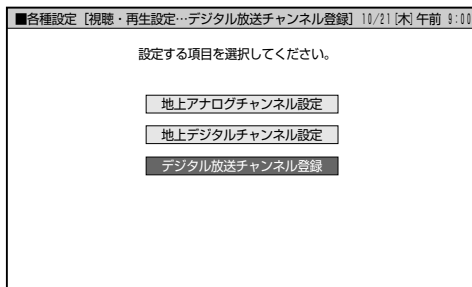 ■各種設定［視聴・再生設定…デジタル放送チャンネル登録］ 10/21[木]午前 9:00
設定する項目を選択してください。
地上アナログチャンネル設定
地上デジタルチャンネル設定
デジタル放送チャンネル登録